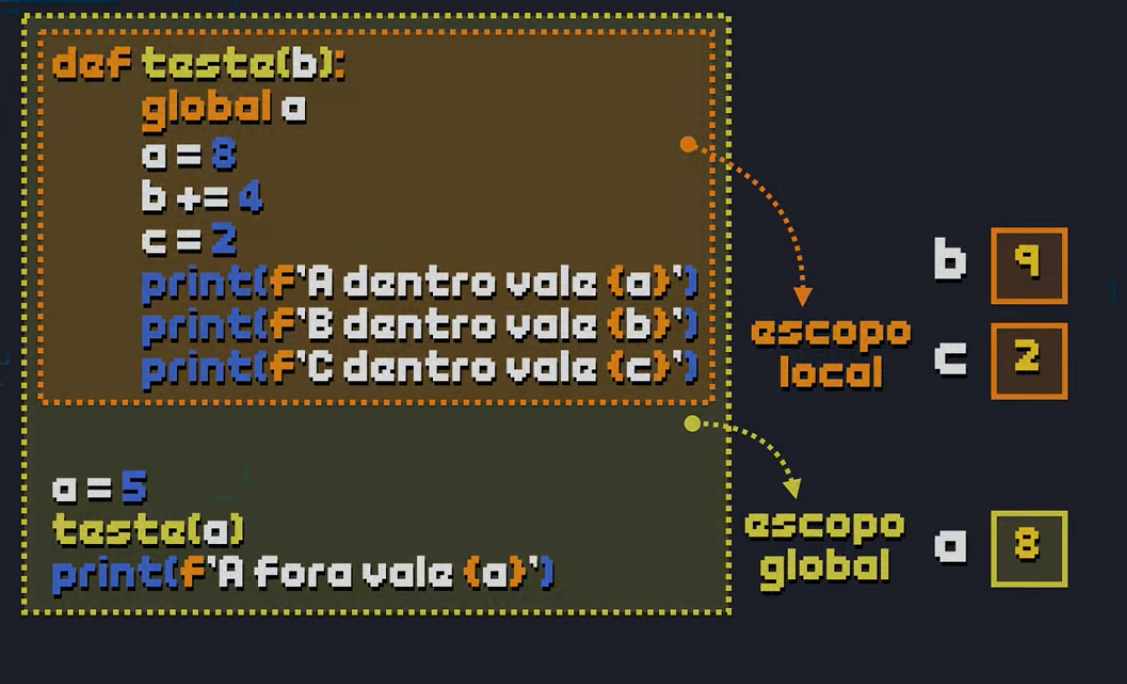 def teste(b):
global a
a = 8
b += 4
c = 2
print(f'A dentro vale {a}')
print(f'B dentro vale {b}')
print(f'C dentro vale {c}')
a = 5
teste(a)
print(f'A fora vale {a}')
escopo
local
b 9
c 2
escopo
global
a 8